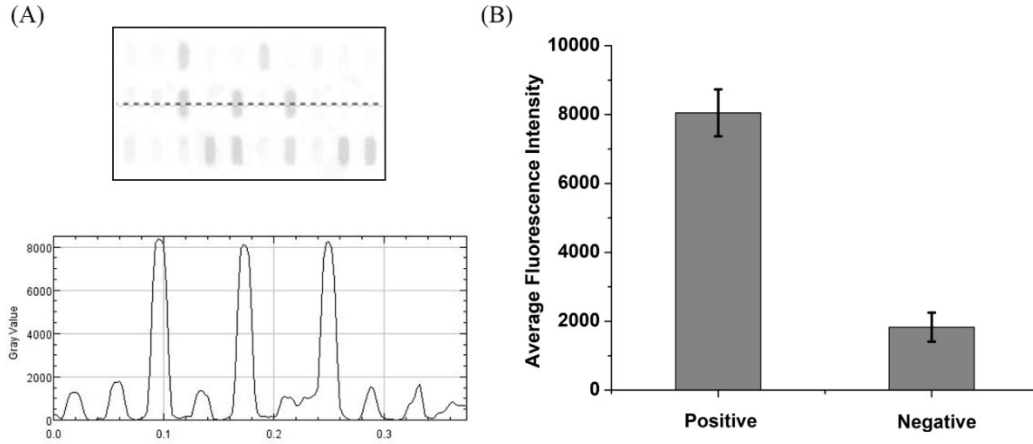 (A)
Gray Value
8000
6000
4000
2000
0
0.0 0.1 0.2 0.3
(B)
Average Fluorescence Intensity
10000
8000
6000
4000
2000
0
Positive Negative